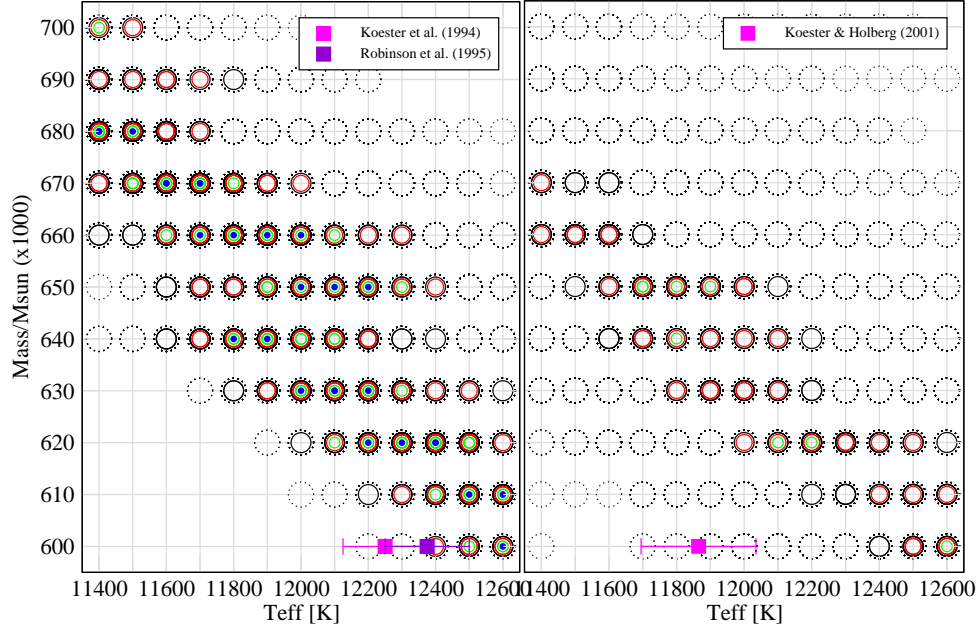 Koester et al. (1994)
Robinson et al. (1995)
Koester & Holberg (2001)
Mass/Msun (x1000)
700
690
680
670
660
650
640
630
620
610
600
11400 11600 11800 12000 12200 12400 12600
11400 11600 11800 12000 12200 12400 12600
Teff [K]
Teff [K]